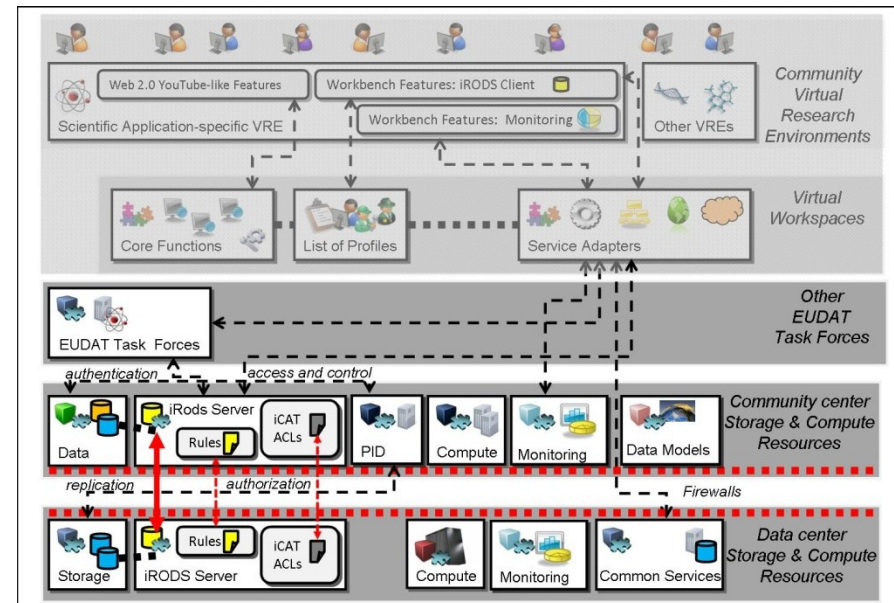 Web 2.0 YouTube-like Features
Workbench Features: iRODS Client
Scientific Application-specific VRE
Workbench Features: Monitoring
Other VREs
Community
Virtual
Research
Environments
Core Functions
List of Profiles
Service Adapters
Virtual
Workspaces
EUDAT Task Forces
Other
EUDAT
Task Forces
authentication
access and control
Data
iRods Server
Rules
iCAT
ACLs
PID
Compute
Monitoring
Data Models
Community center
Storage & Compute
Resources
replication
authorization
Firewalls
Storage
iRODS Server
Rules
iCAT
ACLs
Compute
Monitoring
Common Services
Data center
Storage & Compute
Resources